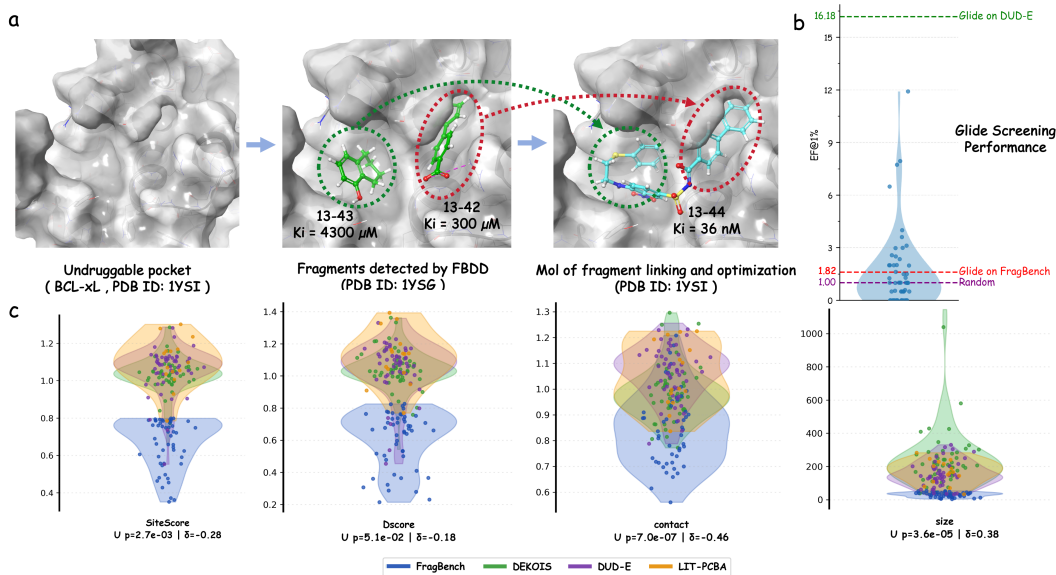 a
13-43
Ki = 4300 μM
13-42
Ki = 300 μM
13-44
Ki = 36 nM
Undruggable pocket
( BCL-xL , PDB ID: 1YSI )
Fragments detected by FBDD
(PDB ID: 1YSG )
Mol of fragment linking and optimization
(PDB ID: 1YSI )
b
16.18
15
12
9
6
3
1.82
1.00
0
EF@1%
Glide on DUD-E
Glide Screening
Performance
Glide on FragBench
Random
c
1.2
1.0
0.8
0.6
0.4
SiteScore
U p=2.7e-03 | δ=-0.28
1.4
1.2
1.0
0.8
0.6
0.4
0.2
Dscore
U p=5.1e-02 | δ=-0.18
1.3
1.2
1.1
1.0
0.9
0.8
0.7
0.6
contact
U p=7.0e-07 | δ=-0.46
1000
800
600
400
200
0
size
U p=3.6e-05 | δ=0.38
FragBench
DEKOIS
DUD-E
LIT-PCBA